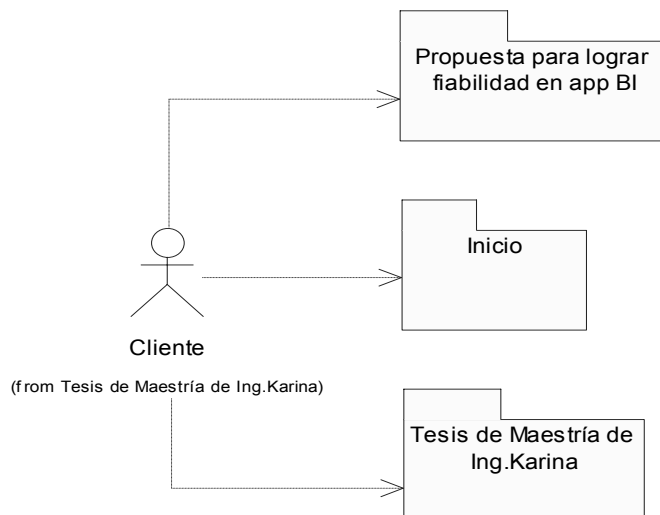 Propuesta para lograr
fiabilidad en app BI
Inicio
Cliente
(from Tesis de Maestría de Ing.Karina)
Tesis de Maestría de
Ing.Karina